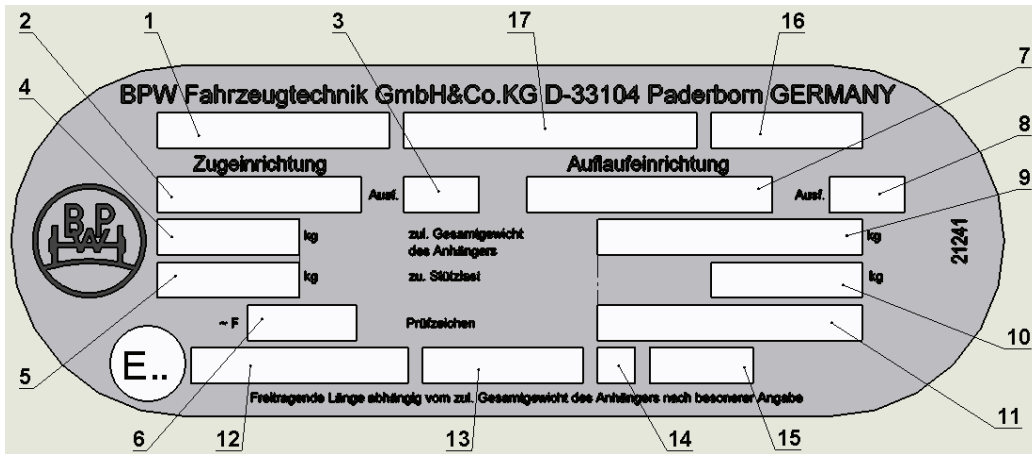 1 2 3 17 16
4 7
BPW Fahrzeugtechnik GmbH&Co.KG D-33104 Paderborn GERMANY
8
Zugeinrichtung Auflaufeinrichtung
9
Ausf. Ausf.
BPW
kg zul. Gesamtgewicht kg
des Anhängers
21241
kg zu. Stützlast kg
10
~ F Prüfzeichen
5
E..
11
Freitragende Länge abhängig vom zul. Gesamtgewicht des Anhängers nach besonerer Angabe
6 12 13 14 15